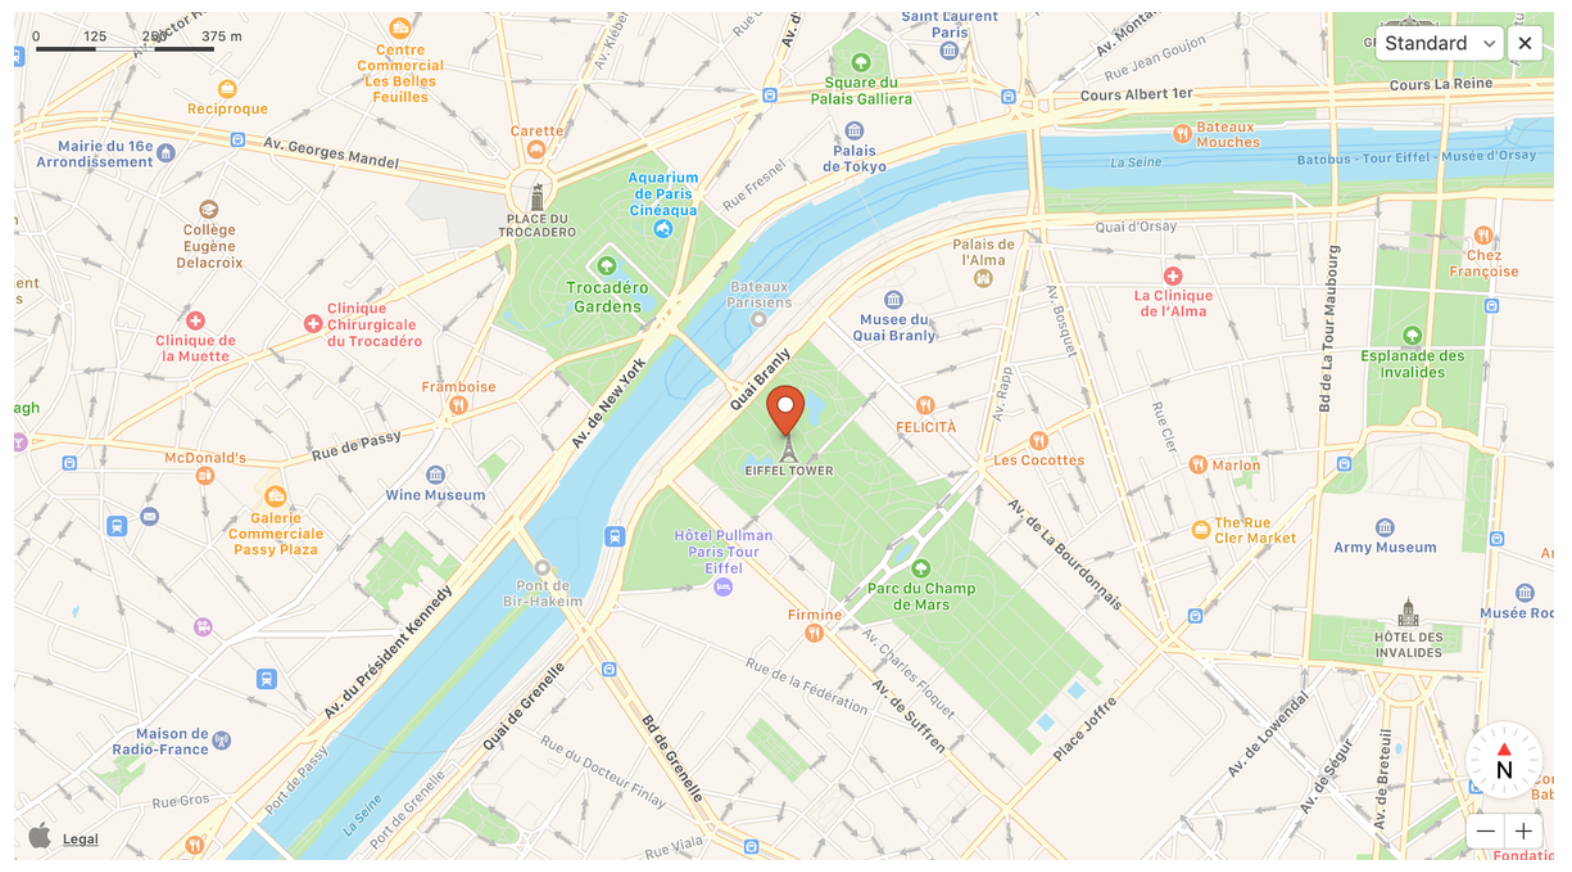 0 125 250 375 m
Saint Laurent
Paris
Standard
Av. Kléber
Av. Monta
Rue Jean Goujon
Centre
Commercial
Les Belles
Feuilles
Reciproque
Square du
Palais Galliera
Cours Albert 1er
Cours La Reine
Carette
Mairie du 16e
Arrondissement
Av. Georges Mandel
Palais
de Tokyo
Bateaux
Mouches
La Seine
Batobus - Tour Eiffel - Musée d'Orsay
Aquarium
de Paris
Cinéaqua
Rue Fresnel
PLACE DU
TROCADERO
Collège
Eugène
Delacroix
Quai d'Orsay
Palais de
l'Alma
Chez
Françoise
Trocadéro
Gardens
Bateaux
Parisiens
Musee du
Quai Branly
Av. Bosquet
La Clinique
de l'Alma
Bd de La Tour Maubourg
ent
s
Clinique
Chirurgicale
du Trocadéro
Clinique de
la Muette
Esplanade des
Invalides
Framboise
Av. de New York
Quai Branly
Av. Rapp
agh
FELICITÀ
Rue Cler
Rue de Passy
McDonald's
Les Cocottes
Marlon
EIFFEL TOWER
Wine Museum
Galerie
Commerciale
Passy Plaza
Av. de La Bourdonnais
The Rue
Cler Market
Army Museum
Hôtel Pullman
Paris Tour
Eiffel
Pont de
Bir-Hakeim
Parc du Champ
de Mars
Musée Roc
Firmine
HÔTEL DES
INVALIDES
Av. du Président Kennedy
Av. Charles Floquet
Rue de la Fédération
Quai de Grenelle
Av. de Suffren
Place Joffre
Av. de Lowendal
Maison de
Radio-France
Bd de Grenelle
Rue du Docteur Finlay
Av. de Ségur
Av. de Breteuil
N
Port de Passy
Rue Gros
La Seine
Port de Grenelle
Rue Viala
Legal
Bab
Fondatio